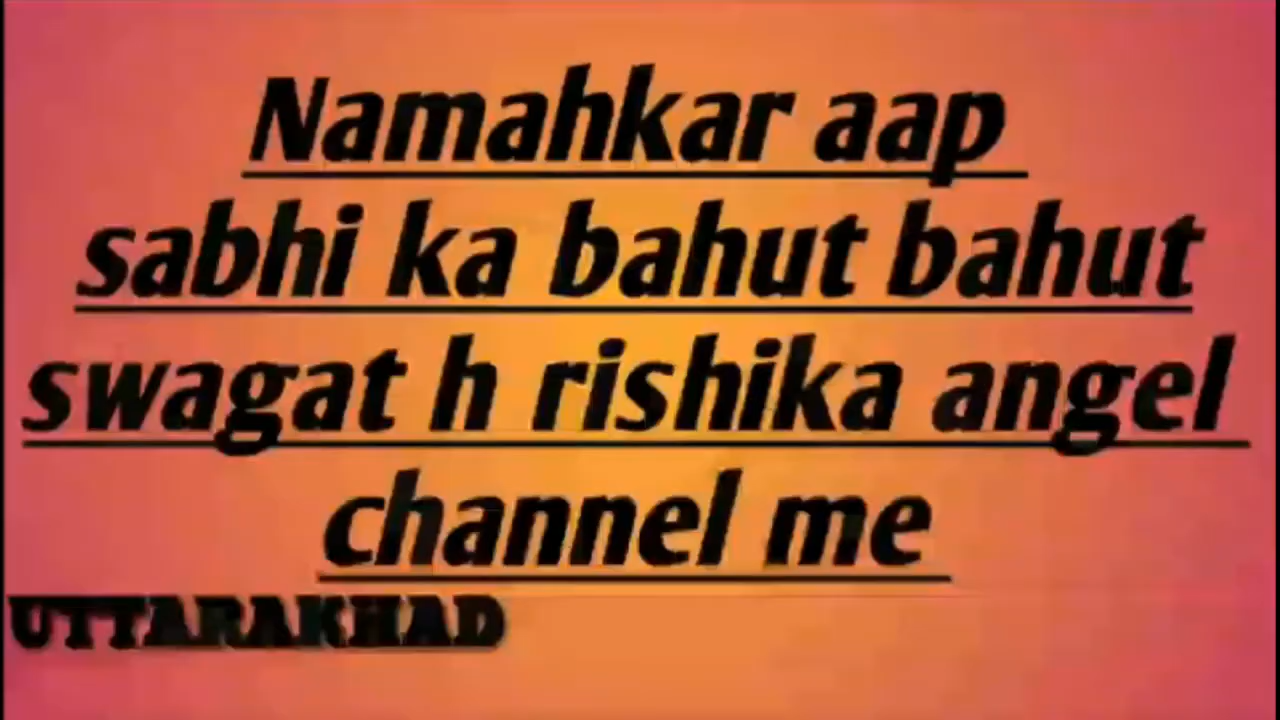 Namahkar aap
sabhi ka bahut bahut
swagat h rishika angel
channel me
UTTARAKHAD